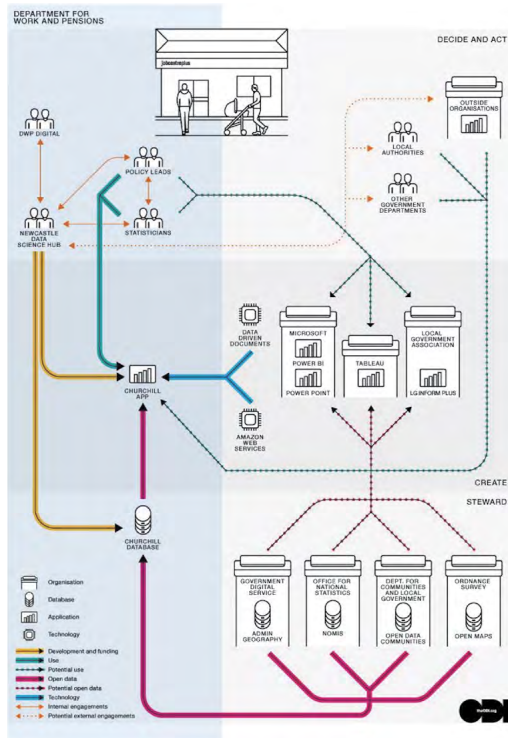 DEPARTMENT FOR
WORK AND PENSIONS
DECIDE AND ACT
jobcentreplus
OUTSIDE
ORGANISATIONS
DWP DIGITAL
LOCAL
AUTHORITIES
POLICY LEADS
OTHER
GOVERNMENT
DEPARTMENTS
NEWCASTLE
DATA
SCIENCE HUB
STATISTICIANS
DATA
DRIVEN
DOCUMENTS
MICROSOFT
POWER BI
POWER POINT
TABLEAU
LOCAL
GOVERNMENT
ASSOCIATION
LG INFORM PLUS
CHURCHILL
APP
AMAZON
WEB
SERVICES
CREATE
STEWARD
CHURCHILL
DATABASE
GOVERNMENT
DIGITAL
SERVICE
ADMIN
GEOGRAPHY
OFFICE FOR
NATIONAL
STATISTICS
NOMIS
DEPT. FOR
COMMUNITIES
AND LOCAL
GOVERNMENT
OPEN DATA
COMMUNITIES
ORDNANCE
SURVEY
OPEN MAPS
Organisation
Database
Application
Technology
Development and funding
Use
Potential use
Open data
Potential open data
Technology
Internal engagements
Potential external engagements
theODI.org